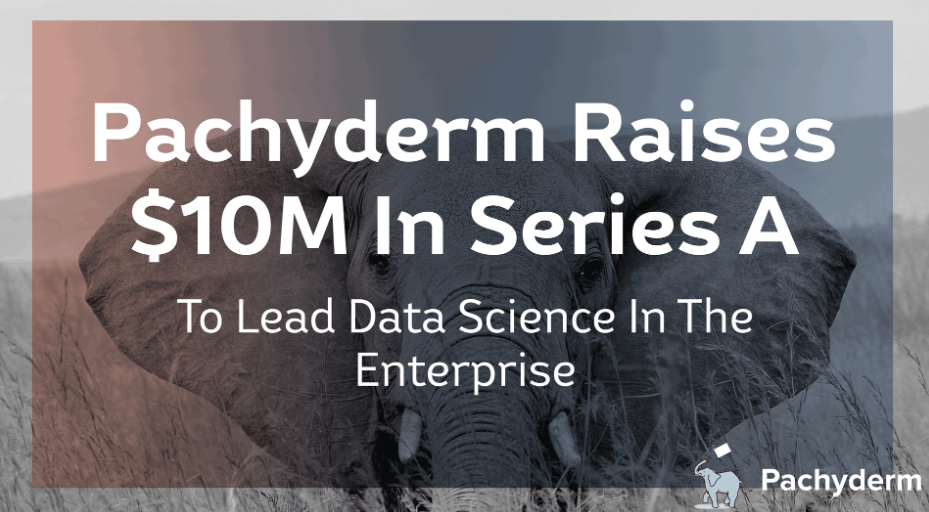 Pachyderm Raises
$10M In Series A
To Lead Data Science In The
Enterprise
Pachyderm